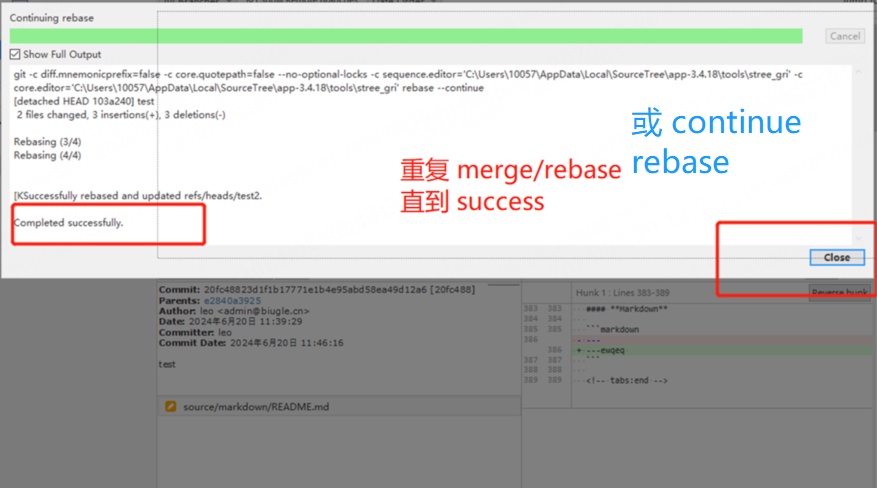 Continuing rebase
Cancel
Show Full Output
git -c diff.mnemonicprefix=false -c core.quotepath=false --no-optional-locks -c sequence.editor='C:\Users\10057\AppData\Local\SourceTree\app-3.4.18\tools\stree_gri' -c
core.editor='C:\Users\10057\AppData\Local\SourceTree\app-3.4.18\tools\stree_gri' rebase --continue
[detached HEAD 103a240] test
2 files changed, 3 insertions(+), 3 deletions(-)
Rebasing (3/4)
Rebasing (4/4)
[KSuccessfully rebased and updated refs/heads/test2.
Completed successfully.
重复 merge/rebase
直到 success
或 continue
rebase
Close
Commit: 20fc48823d1f1b17771e1b4e95abd58ea49d12a6 [20fc488]
Parents: e2840a3925
Author: leo <admin@biugle.cn>
Date: 2024年6月20日 11:39:29
Committer: leo
Commit Date: 2024年6月20日 11:46:16
test
source/markdown/README.md
Hunk 1 : Lines 383-389
Reverse hunk
383 383 #### **Markdown**
384 384
385 385 ```markdown
386 - ---
386 + ---ewqeq
387 387 ```
388 388
389 389 <!-- tabs:end -->